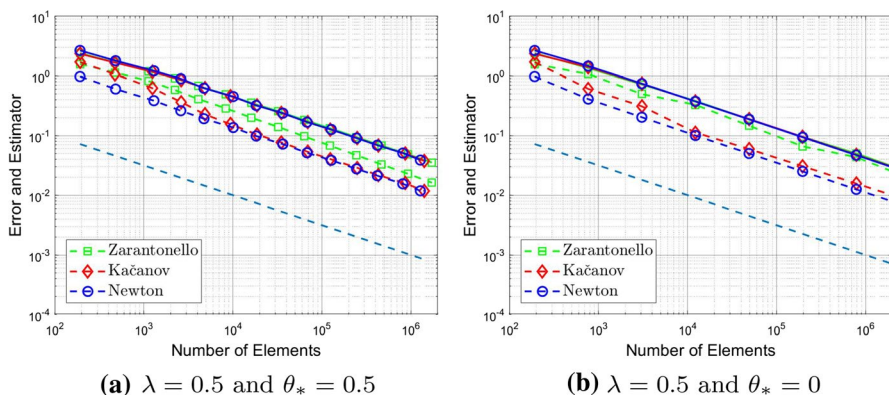 10^1
10^0
10^-1
10^-2
10^-3
10^-4
Error and Estimator
Zarantonello
Kačanov
Newton
10^2
10^3
10^4
10^5
10^6
Number of Elements
(a) λ = 0.5 and θ_* = 0.5
10^1
10^0
10^-1
10^-2
10^-3
10^-4
Error and Estimator
Zarantonello
Kačanov
Newton
10^2
10^3
10^4
10^5
10^6
Number of Elements
(b) λ = 0.5 and θ_* = 0